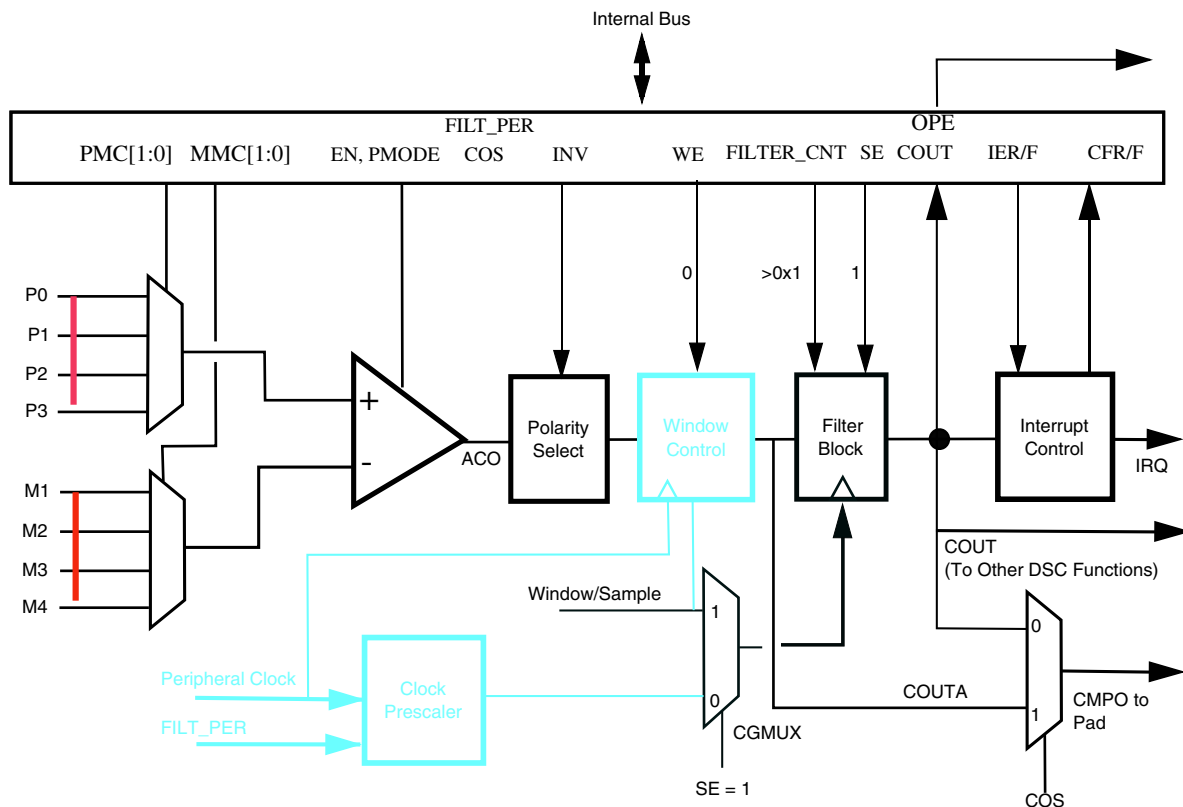 Internal Bus
FILT_PER
OPE
PMC[1:0] MMC[1:0] EN, PMODE COS INV WE FILTER_CNT SE COUT IER/F CFR/F
0
>0x1
1
P0
P1
P2
P3
+
-
ACO
Polarity
Select
Window
Control
Filter
Block
Interrupt
Control
IRQ
M1
M2
M3
M4
COUT
(To Other DSC Functions)
Window/Sample
1
0
Peripheral Clock
FILT_PER
Clock
Prescaler
CGMUX
SE = 1
COUTA
0
1
CMPO to
Pad
COS